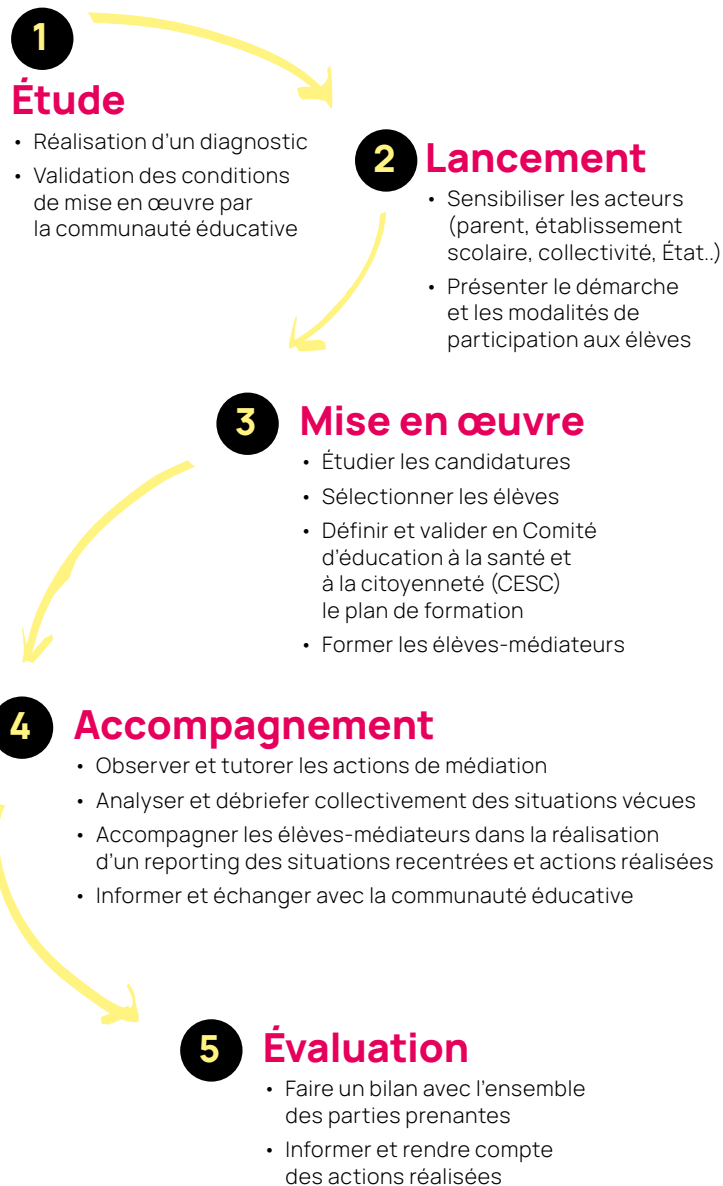 1
Étude
• Réalisation d'un diagnostic
• Validation des conditions
de mise en œuvre par
la communauté éducative
2
Lancement
• Sensibiliser les acteurs
(parent, établissement
scolaire, collectivité, État..)
• Présenter le démarche
et les modalités de
participation aux élèves
3
Mise en œuvre
• Étudier les candidatures
• Sélectionner les élèves
• Définir et valider en Comité
d'éducation à la santé et
à la citoyenneté (CESC)
le plan de formation
• Former les élèves-médiateurs
4
Accompagnement
• Observer et tutorer les actions de médiation
• Analyser et débriefer collectivement des situations vécues
• Accompagner les élèves-médiateurs dans la réalisation
d'un reporting des situations recentrées et actions réalisées
• Informer et échanger avec la communauté éducative
5
Évaluation
• Faire un bilan avec l'ensemble
des parties prenantes
• Informer et rendre compte
des actions réalisées